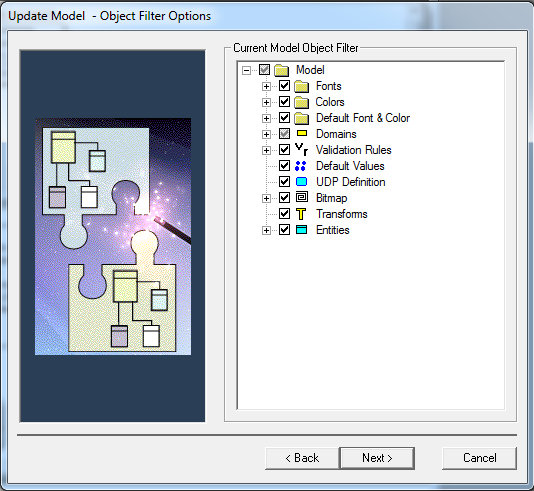 Update Model - Object Filter Options
Current Model Object Filter
Model
Fonts
Colors
Default Font & Color
Domains
Validation Rules
Default Values
UDP Definition
Bitmap
Transforms
Entities
< Back
Next >
Cancel